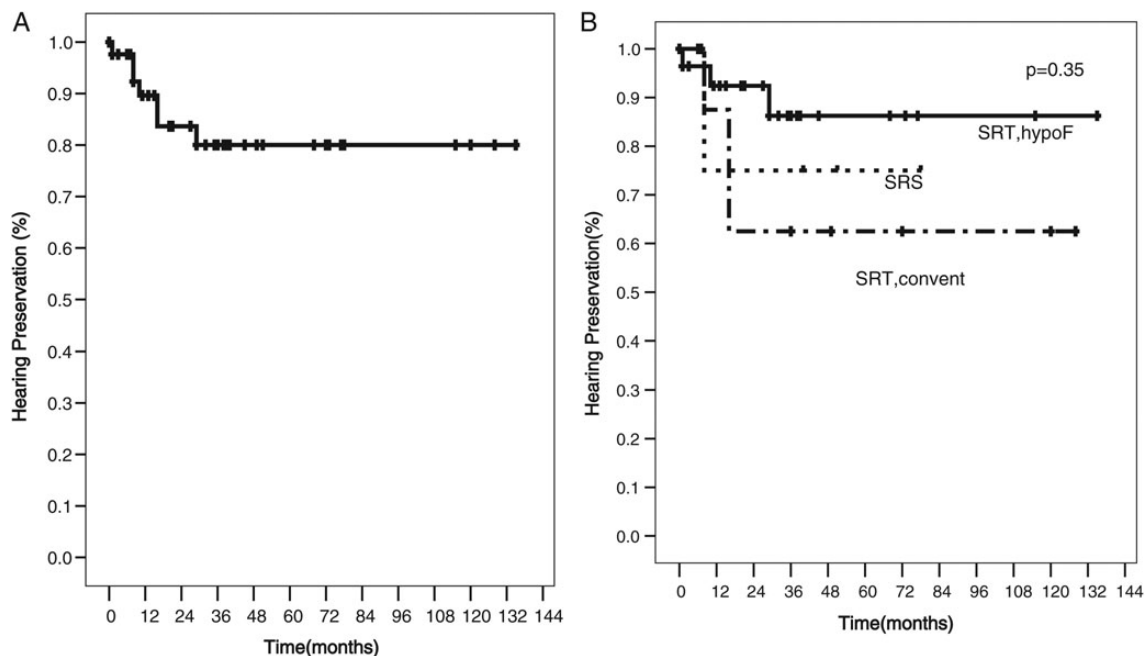 A
Hearing Preservation (%)
1.0
0.9
0.8
0.7
0.6
0.5
0.4
0.3
0.2
0.1
0.0
0 12 24 36 48 60 72 84 96 108 120 132 144
Time(months)
B
Hearing Preservation(%)
1.0
0.9
0.8
0.7
0.6
0.5
0.4
0.3
0.2
0.1
0.0
p=0.35
SRT,hypoF
SRS
SRT,convent
0 12 24 36 48 60 72 84 96 108 120 132 144
Time(months)